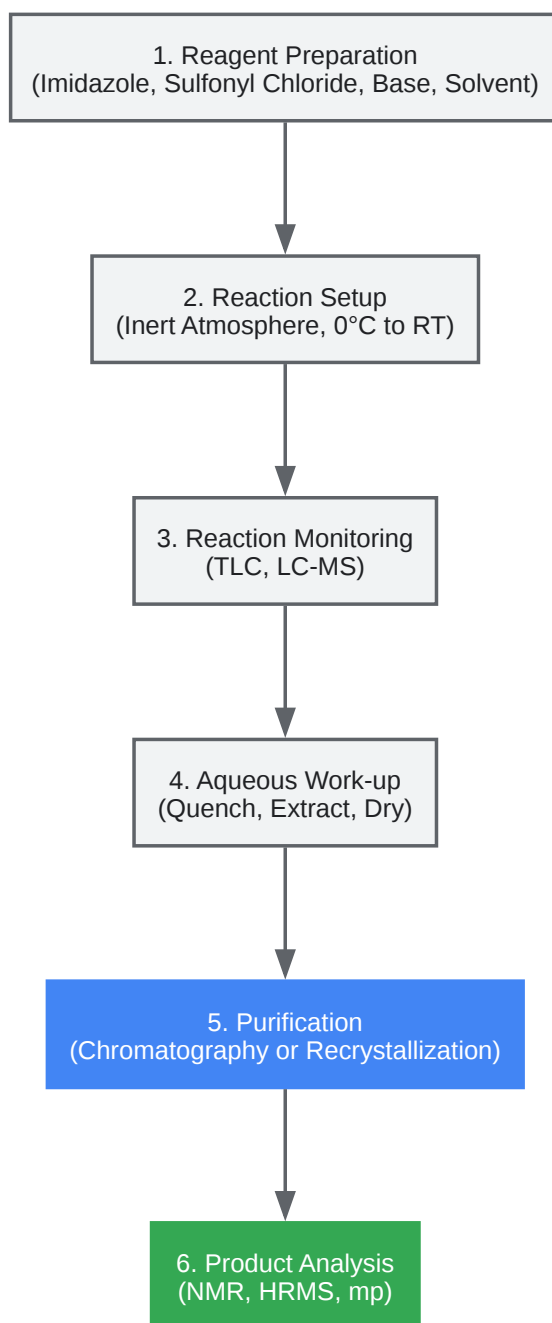 1. Reagent Preparation
(Imidazole, Sulfonyl Chloride, Base, Solvent)
2. Reaction Setup
(Inert Atmosphere, 0°C to RT)
3. Reaction Monitoring
(TLC, LC-MS)
4. Aqueous Work-up
(Quench, Extract, Dry)
5. Purification
(Chromatography or Recrystallization)
6. Product Analysis
(NMR, HRMS, mp)